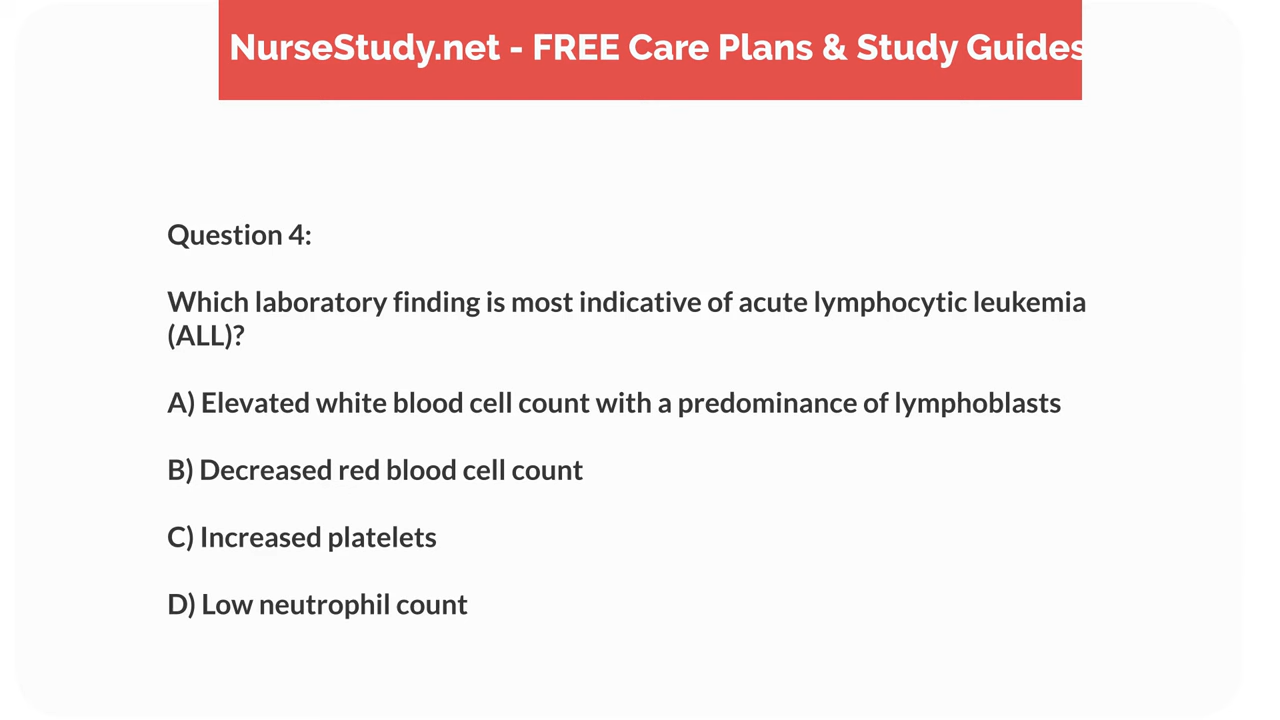 NurseStudy.net - FREE Care Plans & Study Guides
Question 4:
Which laboratory finding is most indicative of acute lymphocytic leukemia
(ALL)?
A) Elevated white blood cell count with a predominance of lymphoblasts
B) Decreased red blood cell count
C) Increased platelets
D) Low neutrophil count